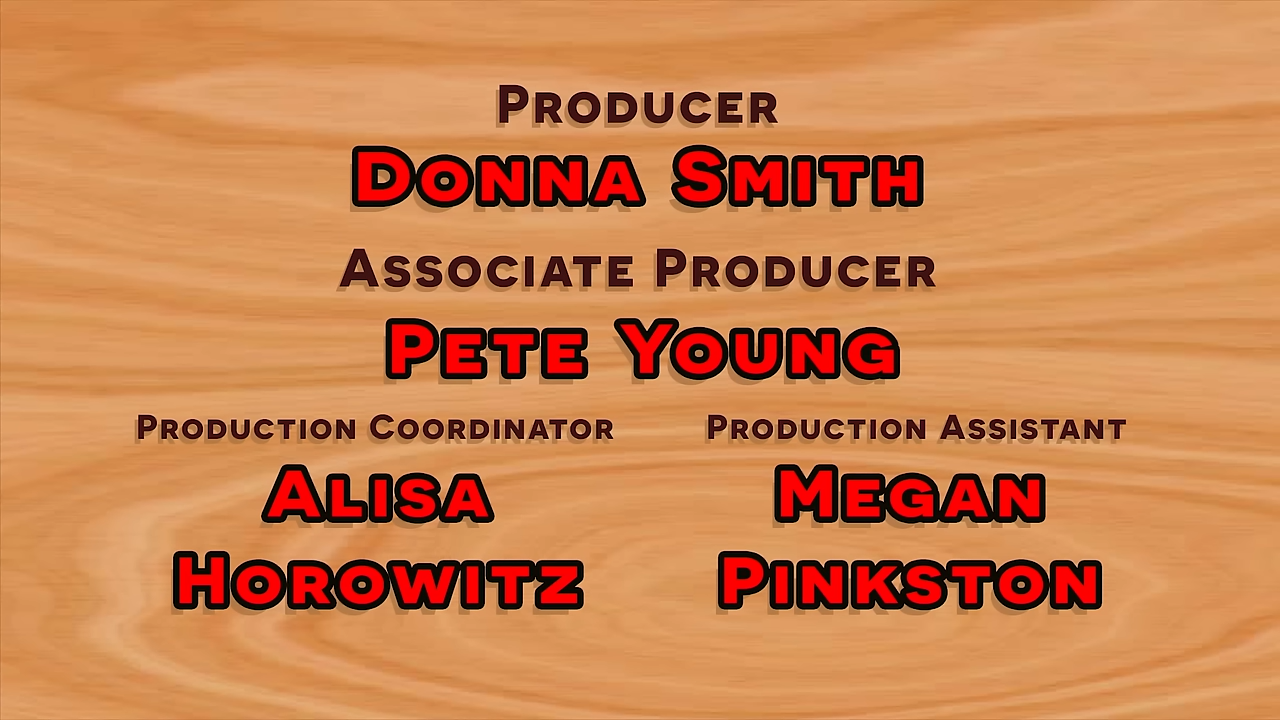 Producer
Donna Smith
Associate Producer
Pete Young
Production Coordinator
Alisa
Horowitz
Production Assistant
Megan
Pinkston